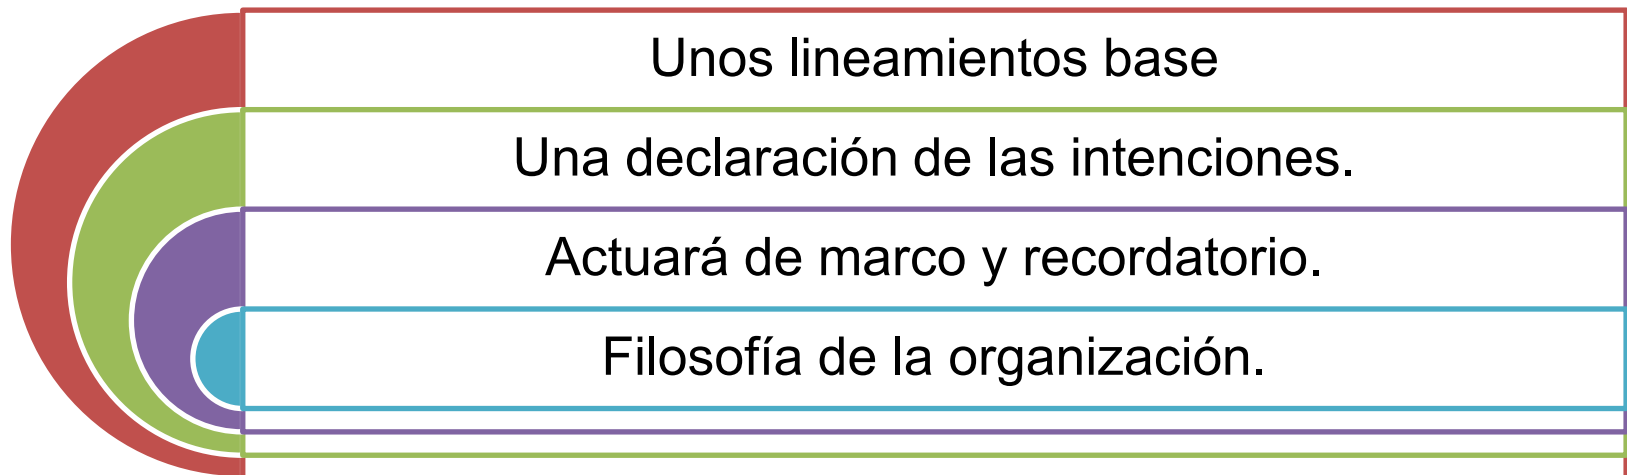 Unos lineamientos base
Una declaración de las intenciones.
Actuará de marco y recordatorio.
Filosofía de la organización.